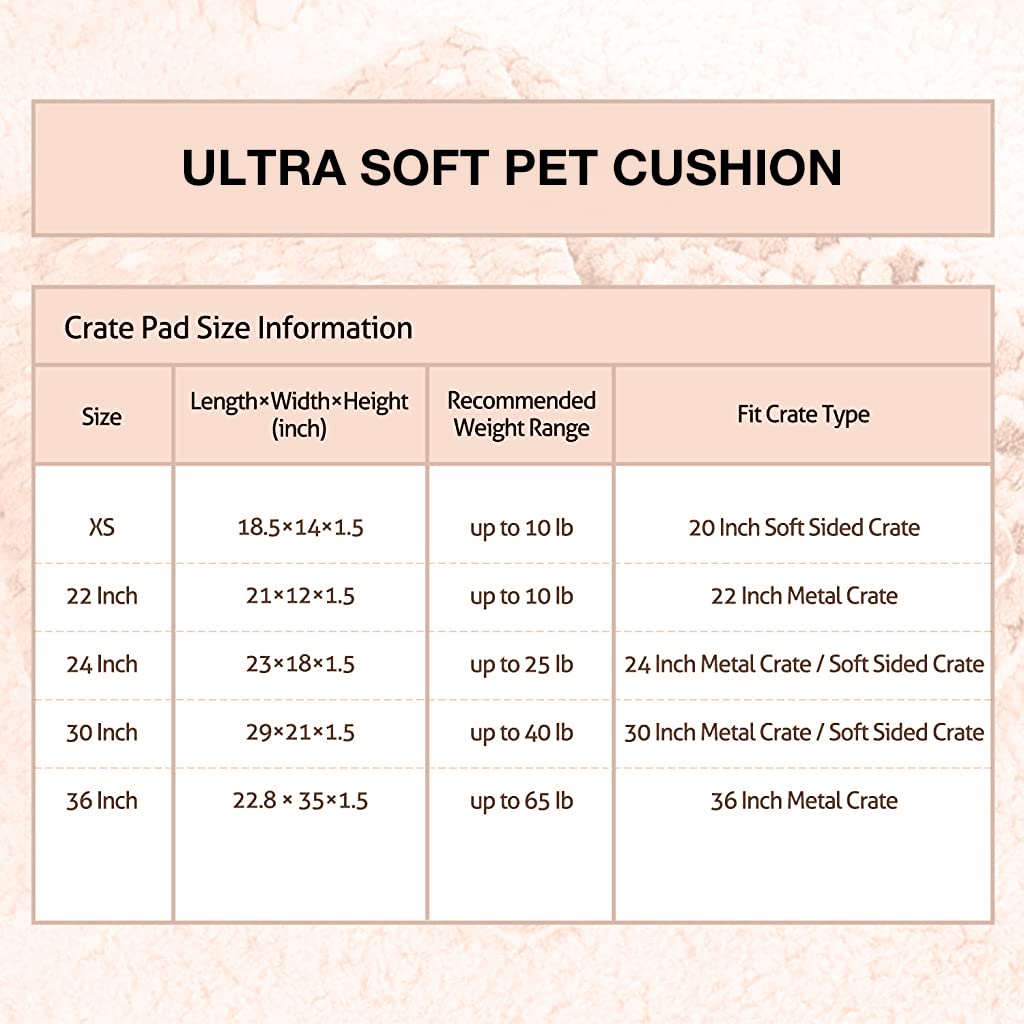 ULTRA SOFT PET CUSHION
Crate Pad Size Information
Size
Length×Width×Height
(inch)
Recommended
Weight Range
Fit Crate Type
XS
18.5×14×1.5
up to 10 lb
20 Inch Soft Sided Crate
22 Inch
21×12×1.5
up to 10 lb
22 Inch Metal Crate
24 Inch
23×18×1.5
up to 25 lb
24 Inch Metal Crate / Soft Sided Crate
30 Inch
29×21×1.5
up to 40 lb
30 Inch Metal Crate / Soft Sided Crate
36 Inch
22.8 × 35×1.5
up to 65 lb
36 Inch Metal Crate